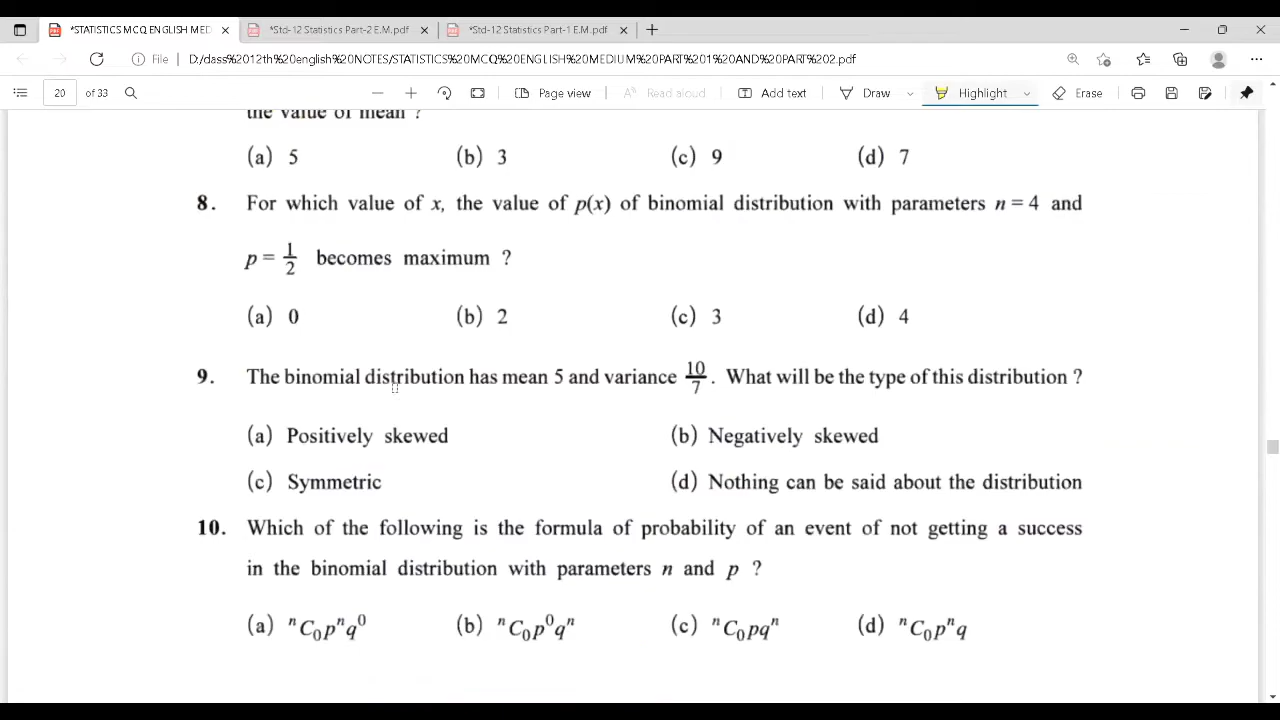 *STATISTICS MCQ ENGLISH MED
*Std-12 Statistics Part-2 E.M.pdf
*Std-12 Statistics Part-1 E.M.pdf
File D:/class%2012th%20english%20NOTES/STATISTICS%20MCQ%20ENGLISH%20MEDIUM%20PART%201%20AND%20PART%202.pdf
20 of 33 Page view Read aloud Add text Draw Highlight Erase
the value of mean ?
(a) 5 (b) 3 (c) 9 (d) 7
8. For which value of x, the value of p(x) of binomial distribution with parameters n = 4 and
p = 1/2 becomes maximum ?
(a) 0 (b) 2 (c) 3 (d) 4
9. The binomial distribution has mean 5 and variance 10/7. What will be the type of this distribution ?
(a) Positively skewed (b) Negatively skewed
(c) Symmetric (d) Nothing can be said about the distribution
10. Which of the following is the formula of probability of an event of not getting a success
in the binomial distribution with parameters n and p ?
(a) ⁿC₀pⁿq⁰ (b) ⁿC₀p⁰qⁿ (c) ⁿC₀pqⁿ (d) ⁿC₀pⁿq